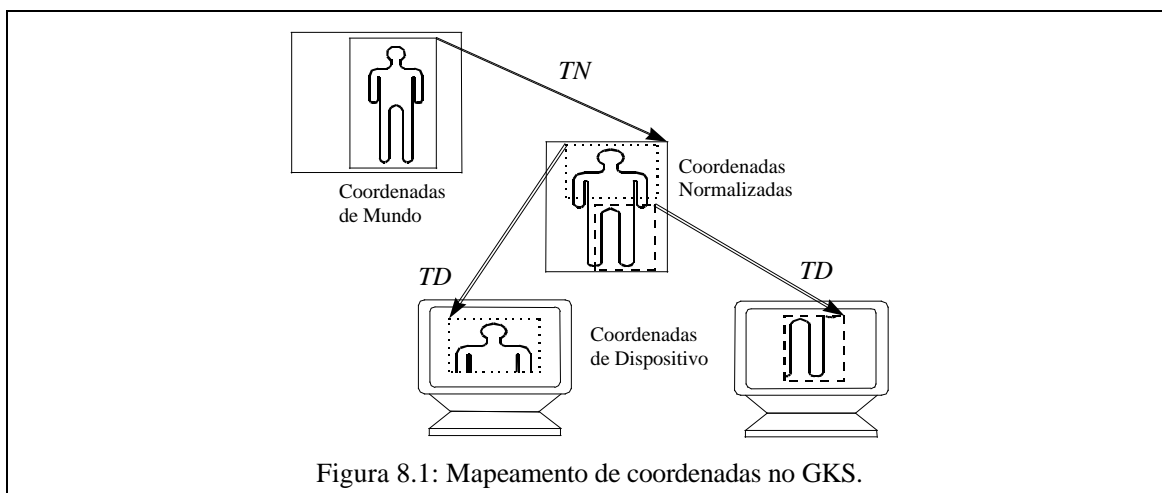 TN
Coordenadas
Normalizadas
Coordenadas
de Mundo
TD
TD
Coordenadas
de Dispositivo
Figura 8.1: Mapeamento de coordenadas no GKS.